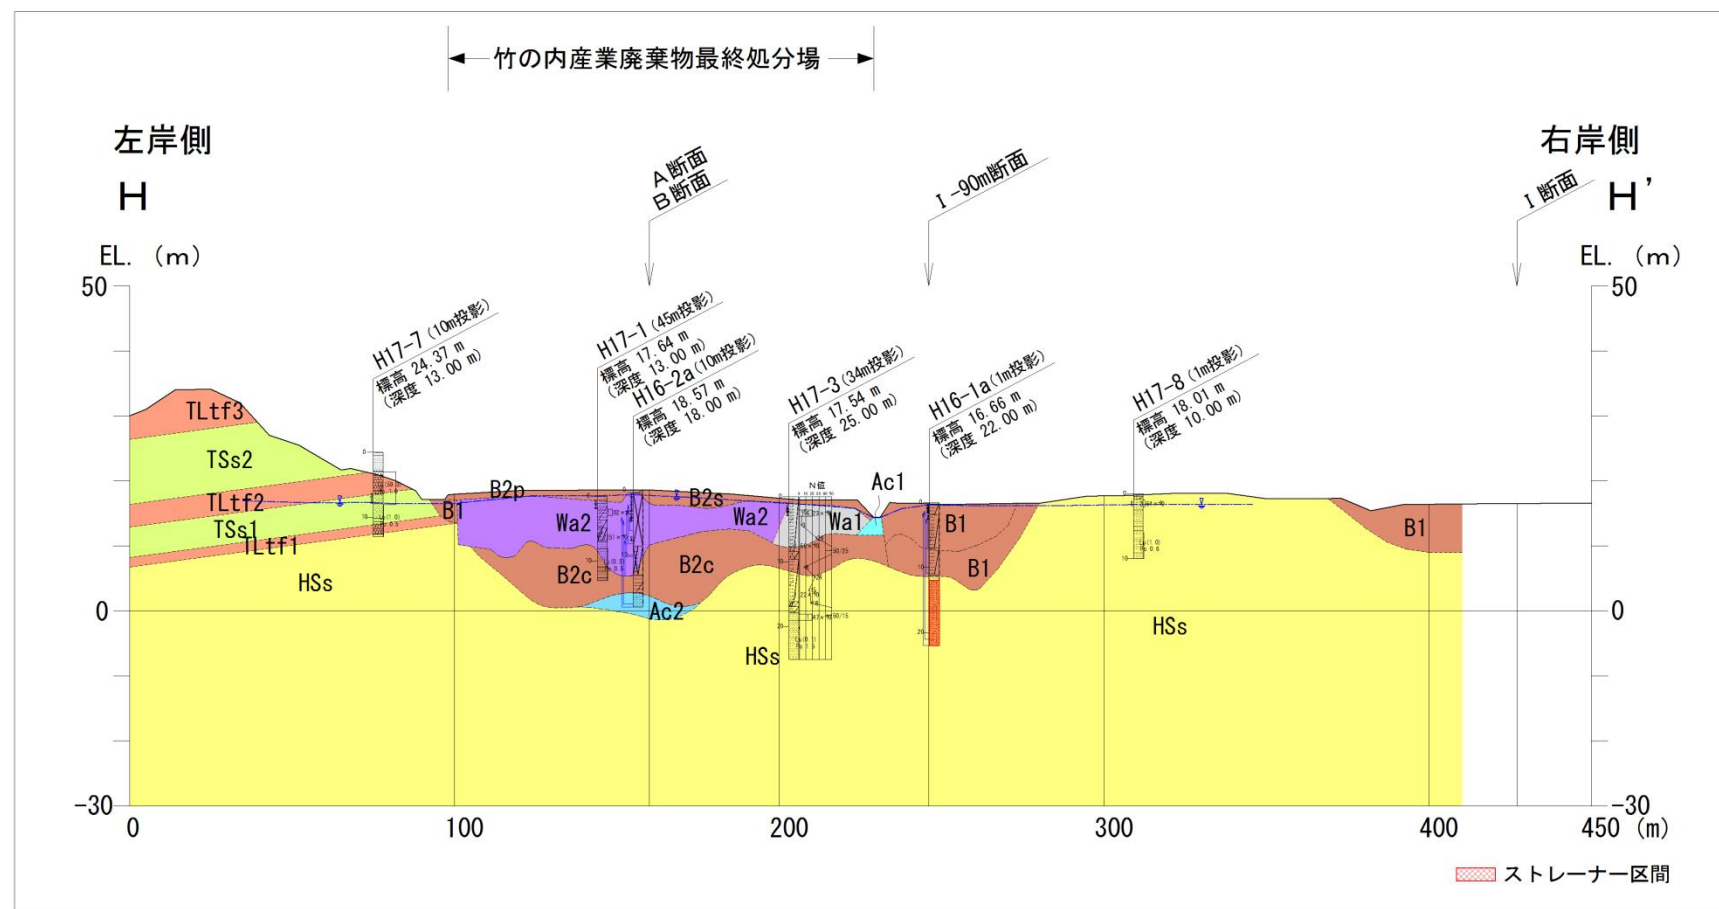 竹の内産業廃棄物最終処分場
左岸側
右岸側
H
H'
A断面
B断面
I-90m断面
I断面
EL. (m)
EL. (m)
50
50
H17-7 (10m投影)
標高 24.37 m
(深度 13.00 m)
H17-1 (45m投影)
標高 17.64 m
(深度 13.00 m)
H16-2a (10m投影)
標高 18.57 m
(深度 18.00 m)
H17-3 (34m投影)
標高 17.54 m
(深度 25.00 m)
H16-1a (1m投影)
標高 16.66 m
(深度 22.00 m)
H17-8 (1m投影)
標高 18.01 m
(深度 10.00 m)
TLtf3
TSs2
TLtf2
TSs1
TLtf1
HSs
B1
B2p
B2s
Wa2
Wa2
N値
Wa1
Ac1
B1
B1
B1
B2c
B2c
Ac2
HSs
HSs
0
0
-30
-30
0
100
200
300
400
450 (m)
ストレーナー区間